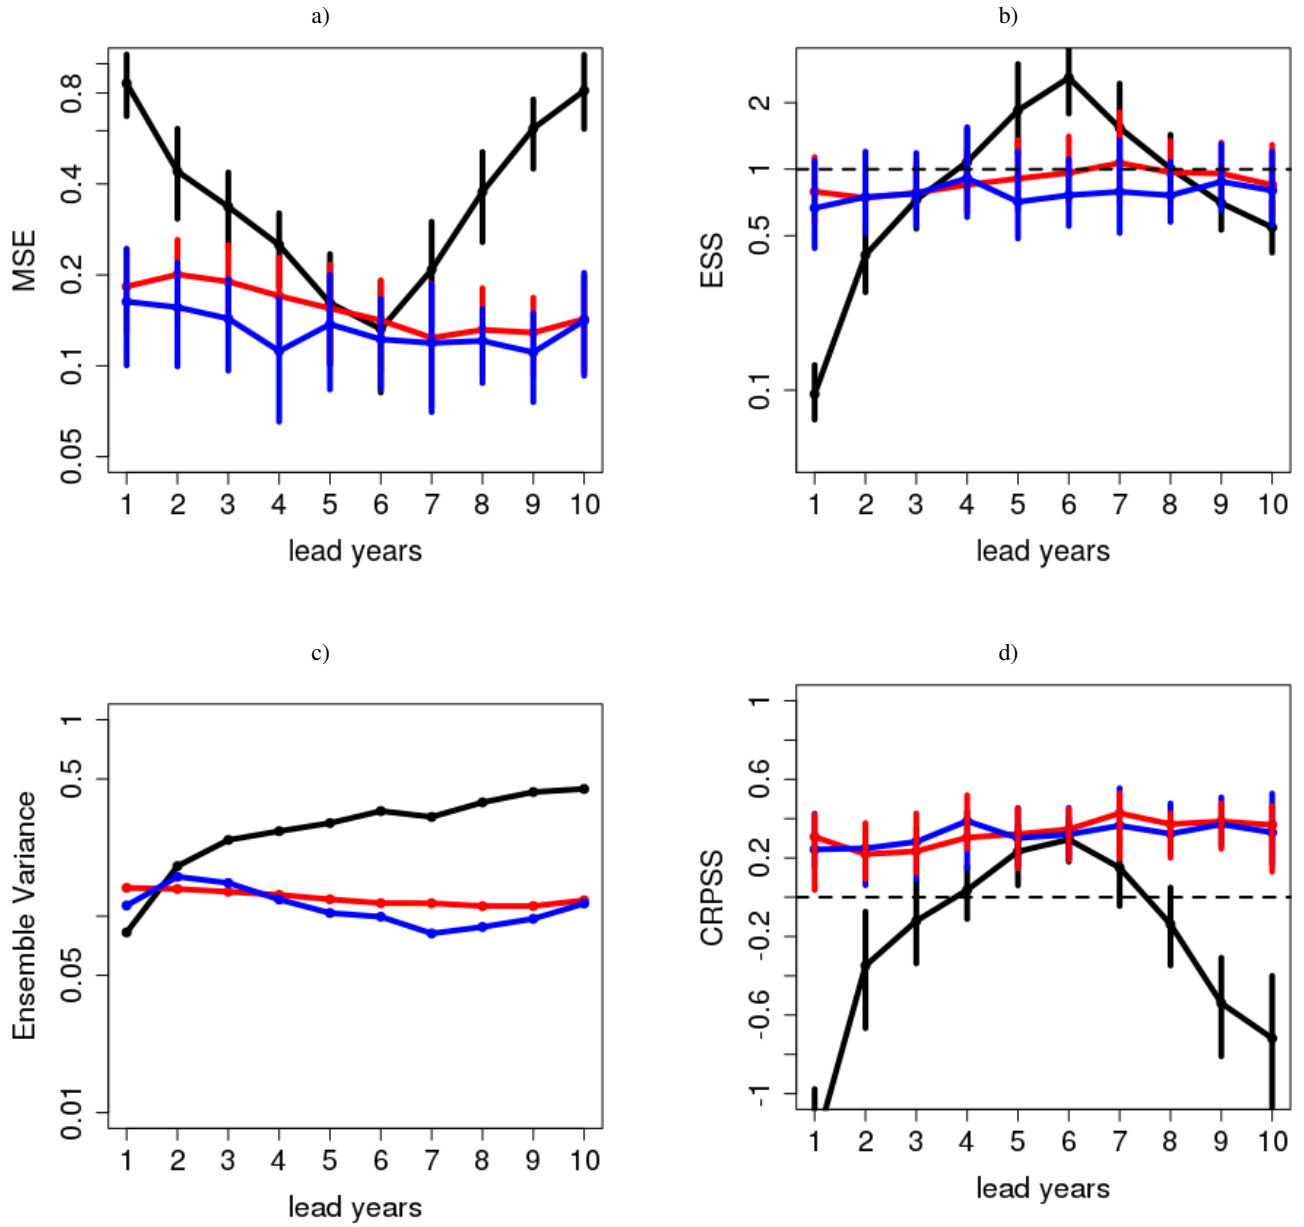 a)
MSE
0.8
0.4
0.2
0.1
0.05
1 2 3 4 5 6 7 8 9 10
lead years
b)
ESS
2
1
0.5
0.1
1 2 3 4 5 6 7 8 9 10
lead years
c)
Ensemble Variance
1
0.5
0.05
0.01
1 2 3 4 5 6 7 8 9 10
lead years
d)
CRPSS
1
0.6
0.2
-0.2
-0.6
-1
1 2 3 4 5 6 7 8 9 10
lead years